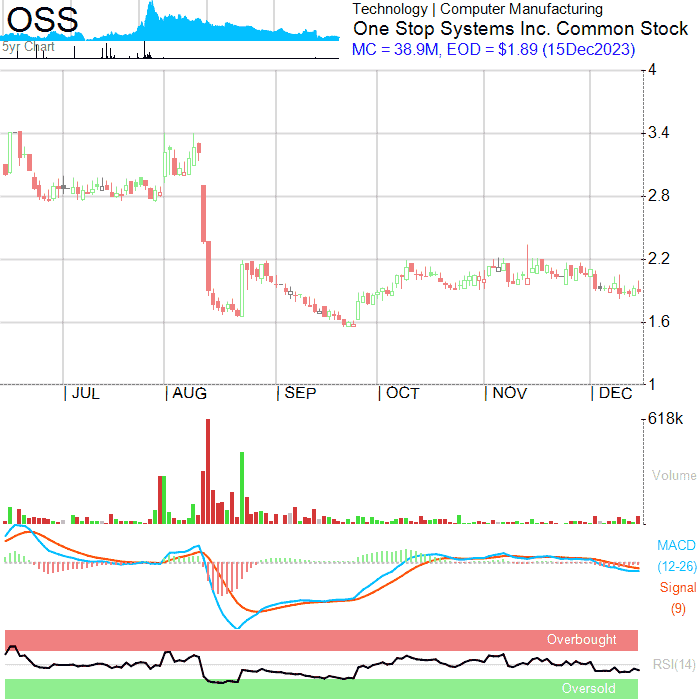 OSS
5yr Chart
Technology | Computer Manufacturing
One Stop Systems Inc. Common Stock
MC = 38.9M, EOD = $1.89 (15Dec2023)
4
3.4
2.8
2.2
1.6
1
| JUL | AUG | SEP | OCT | NOV | DEC
618k
Volume
MACD
(12-26)
Signal
(9)
Overbought
RSI(14)
Oversold